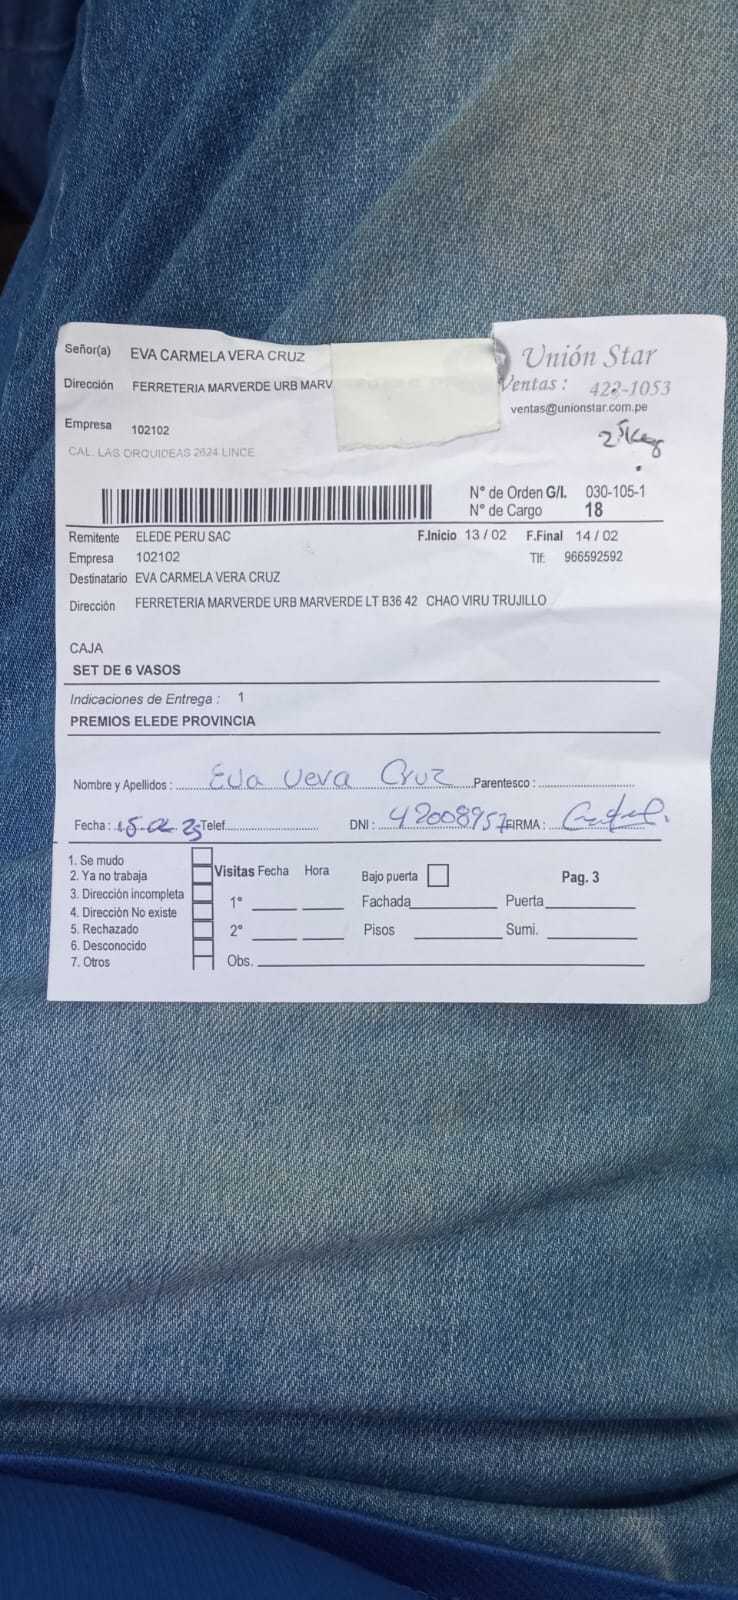 Señor(a) EVA CARMELA VERA CRUZ
Unión Star
Dirección FERRETERIA MARVERDE URB MARV
Ventas : 422-1053
ventas@unionstar.com.pe
Empresa 102102
CAL. LAS ORQUIDEAS 2624 LINCE
N° de Orden G/I. 030-105-1
N° de Cargo 18
Remitente ELEDE PERU SAC F.Inicio 13 / 02 F.Final 14 / 02
Empresa 102102 Tlf: 966592592
Destinatario EVA CARMELA VERA CRUZ
Dirección FERRETERIA MARVERDE URB MARVERDE LT B36 42 CHAO VIRU TRUJILLO
CAJA
SET DE 6 VASOS
Indicaciones de Entrega : 1
PREMIOS ELEDE PROVINCIA
Nombre y Apellidos : Eva Vera Cruz Parentesco :
Fecha : Telef. DNI : 42008957 FIRMA :
1. Se mudo
2. Ya no trabaja
3. Dirección incompleta
4. Dirección No existe
5. Rechazado
6. Desconocido
7. Otros
Visitas Fecha Hora Bajo puerta Pag. 3
1° Fachada Puerta
2° Pisos Sumi.
Obs.